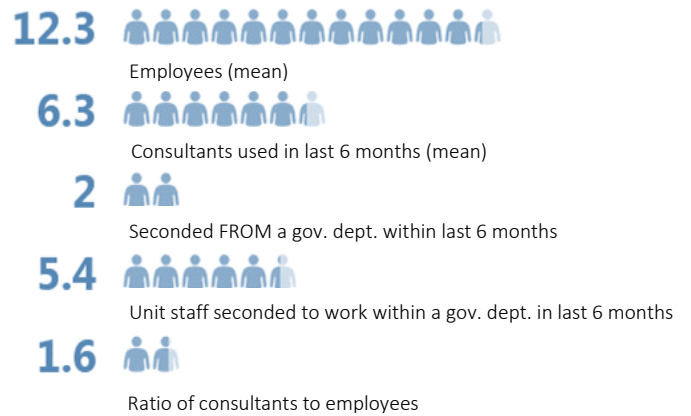 12.3
Employees (mean)
6.3
Consultants used in last 6 months (mean)
2
Seconded FROM a gov. dept. within last 6 months
5.4
Unit staff seconded to work within a gov. dept. in last 6 months
1.6
Ratio of consultants to employees